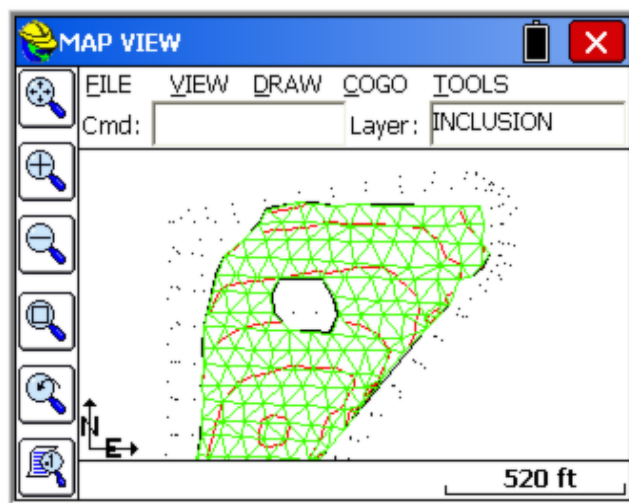 MAP VIEW
FILE VIEW DRAW COGO TOOLS
Cmd: Layer: INCLUSION
N
E
520 ft